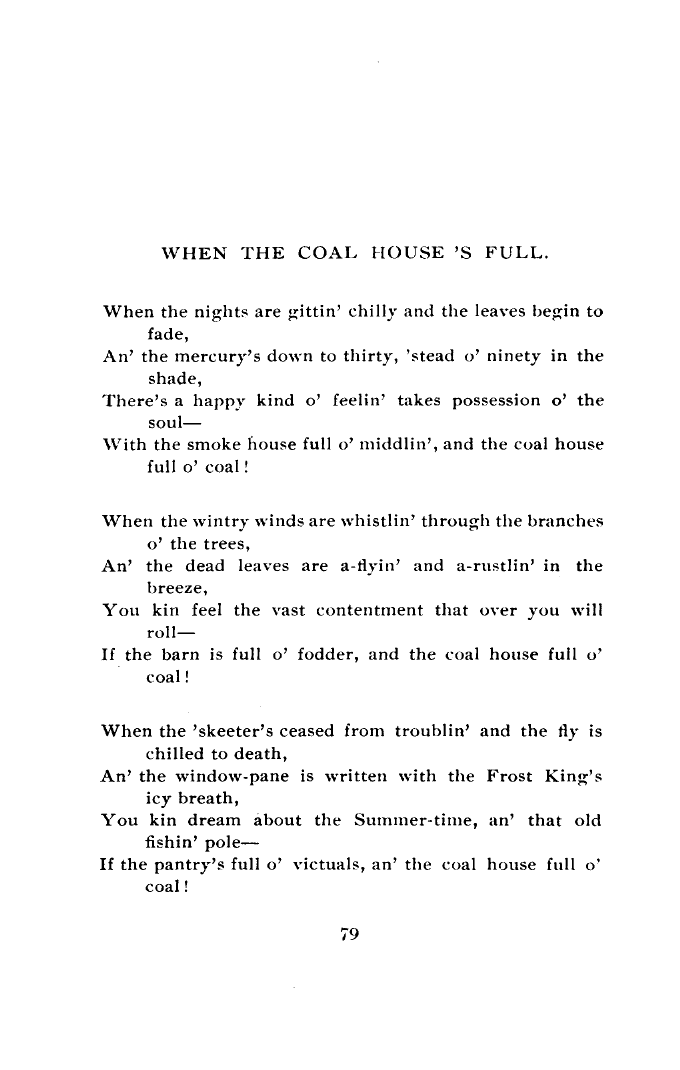 WHEN THE COAL HOUSE 'S FULL.
When the nights are gittin' chilly and the leaves begin to
fade,
An' the mercury's down to thirty, 'stead o' ninety in the
shade,
There's a happy kind o' feelin' takes possession o' the
soul—
With the smoke house full o' middlin', and the coal house
full o' coal!
When the wintry winds are whistlin' through the branches
o' the trees,
An' the dead leaves are a-flyin' and a-rustlin' in the
breeze,
You kin feel the vast contentment that over you will
roll—
If the barn is full o' fodder, and the coal house full o'
coal!
When the 'skeeter's ceased from troublin' and the fly is
chilled to death,
An' the window-pane is written with the Frost King's
icy breath,
You kin dream about the Summer-time, an' that old
fishin' pole—
If the pantry's full o' victuals, an' the coal house full o'
coal!
79